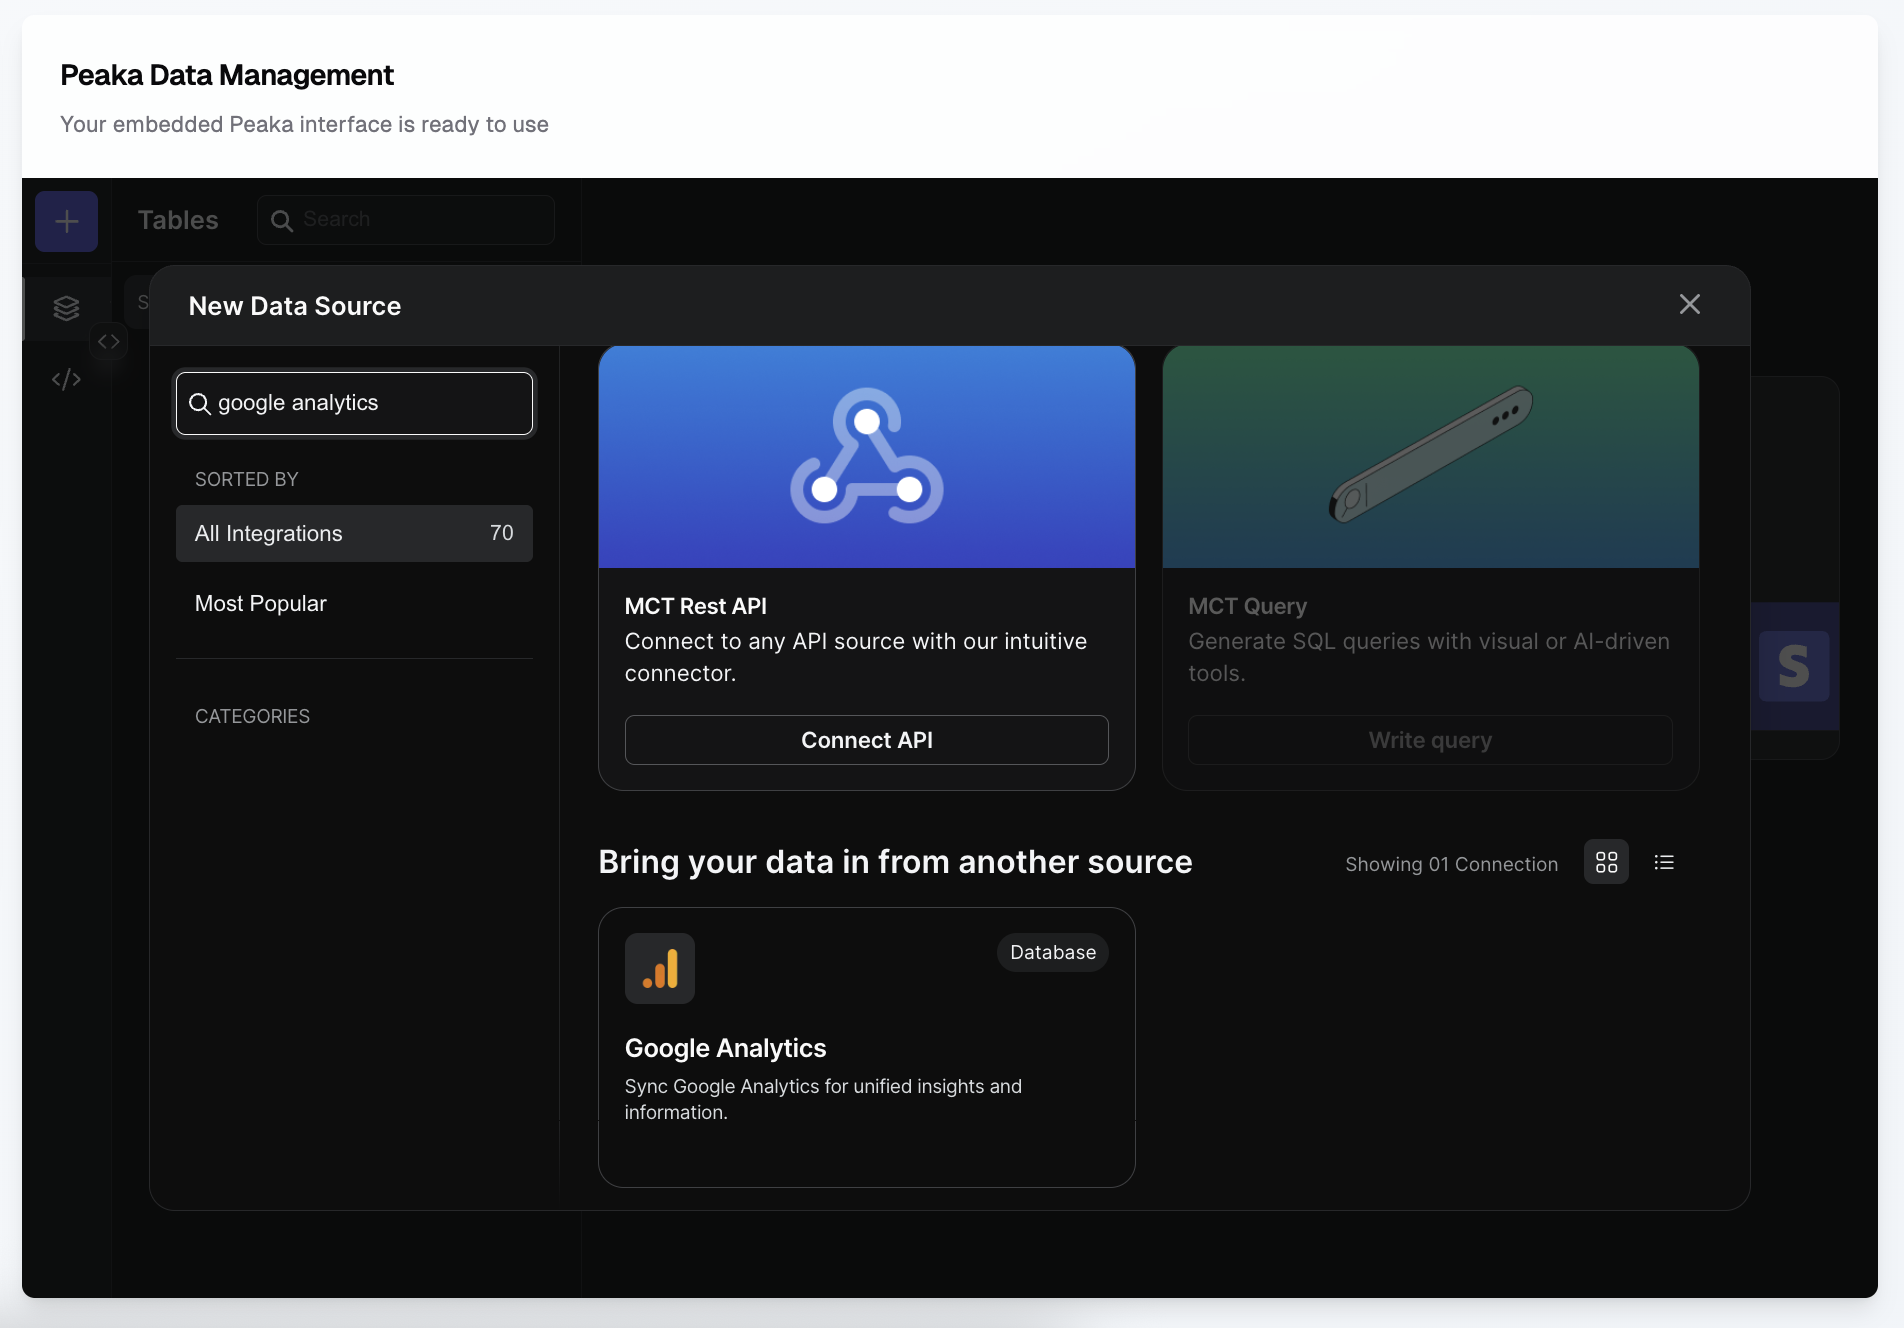 Peaka Data Management
Your embedded Peaka interface is ready to use
Tables
Search
S
New Data Source
google analytics
SORTED BY
All Integrations 70
Most Popular
CATEGORIES
MCT Rest API
Connect to any API source with our intuitive
connector.
Connect API
MCT Query
Generate SQL queries with visual or AI-driven
tools.
Write query
S
Bring your data in from another source
Showing 01 Connection
Database
Google Analytics
Sync Google Analytics for unified insights and
information.